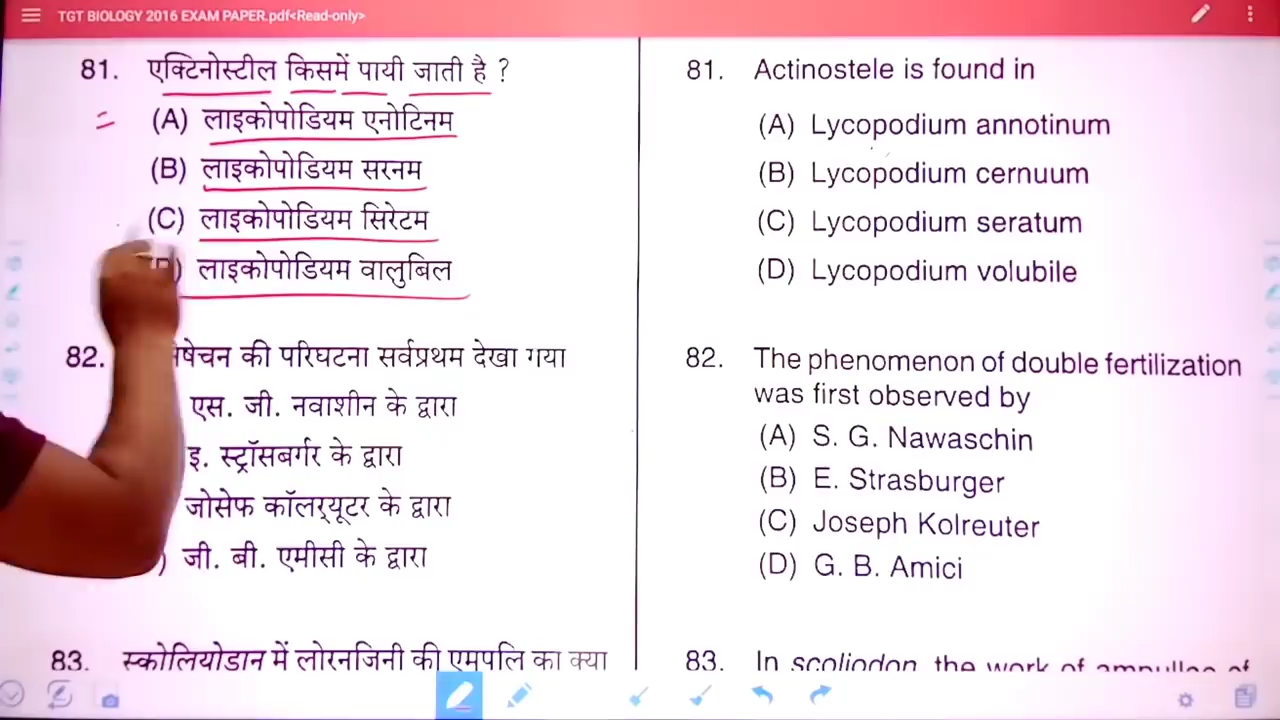 TGT BIOLOGY 2016 EXAM PAPER.pdf<Read-only>
81. एक्टिनोस्टील किसमें पायी जाती है ?
(A) लाइकोपोडियम एनोटिनम
(B) लाइकोपोडियम सरनम
(C) लाइकोपोडियम सिरेटम
लाइकोपोडियम वालुबिल
82. की परिघटना सर्वप्रथम देखा गया
एस. जी. नवाशीन के द्वारा
इ. स्ट्रॉसबर्गर के द्वारा
जोसेफ कॉलर्‍यूटर के द्वारा
जी. बी. एमीसी के द्वारा
83. स्कोलियोडान में लोरनजिनी की एमपुलि का क्या
81. Actinostele is found in
(A) Lycopodium annotinum
(B) Lycopodium cernuum
(C) Lycopodium seratum
(D) Lycopodium volubile
82. The phenomenon of double fertilization
was first observed by
(A) S. G. Nawaschin
(B) E. Strasburger
(C) Joseph Kolreuter
(D) G. B. Amici
83. In scoliodon the work of ampullae of